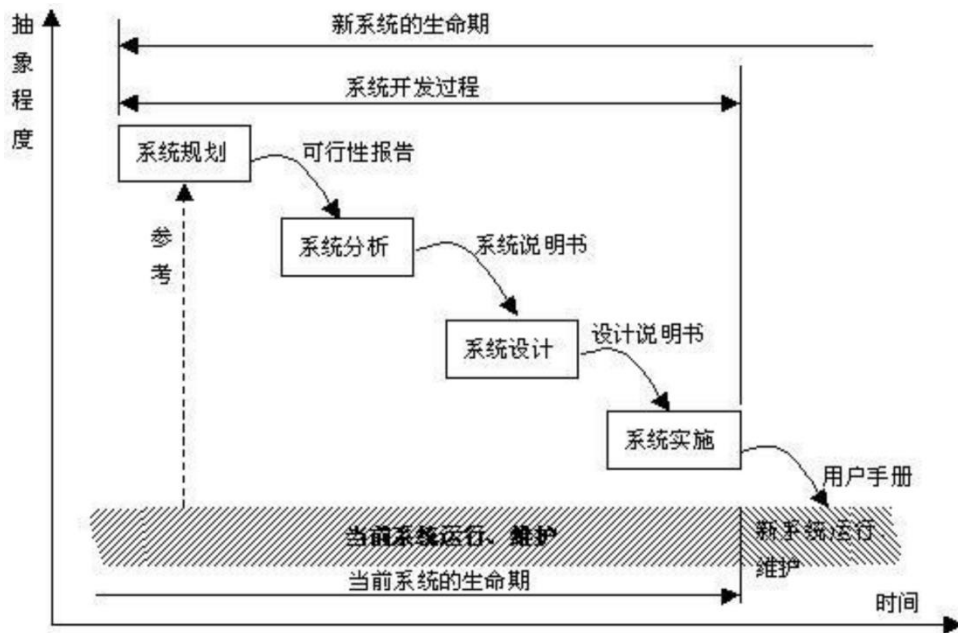 抽象程度
新系统的生命期
系统开发过程
系统规划
可行性报告
参考
系统分析
系统说明书
系统设计
设计说明书
系统实施
用户手册
当前系统运行、维护
新系统运行、
维护
当前系统的生命期
时间